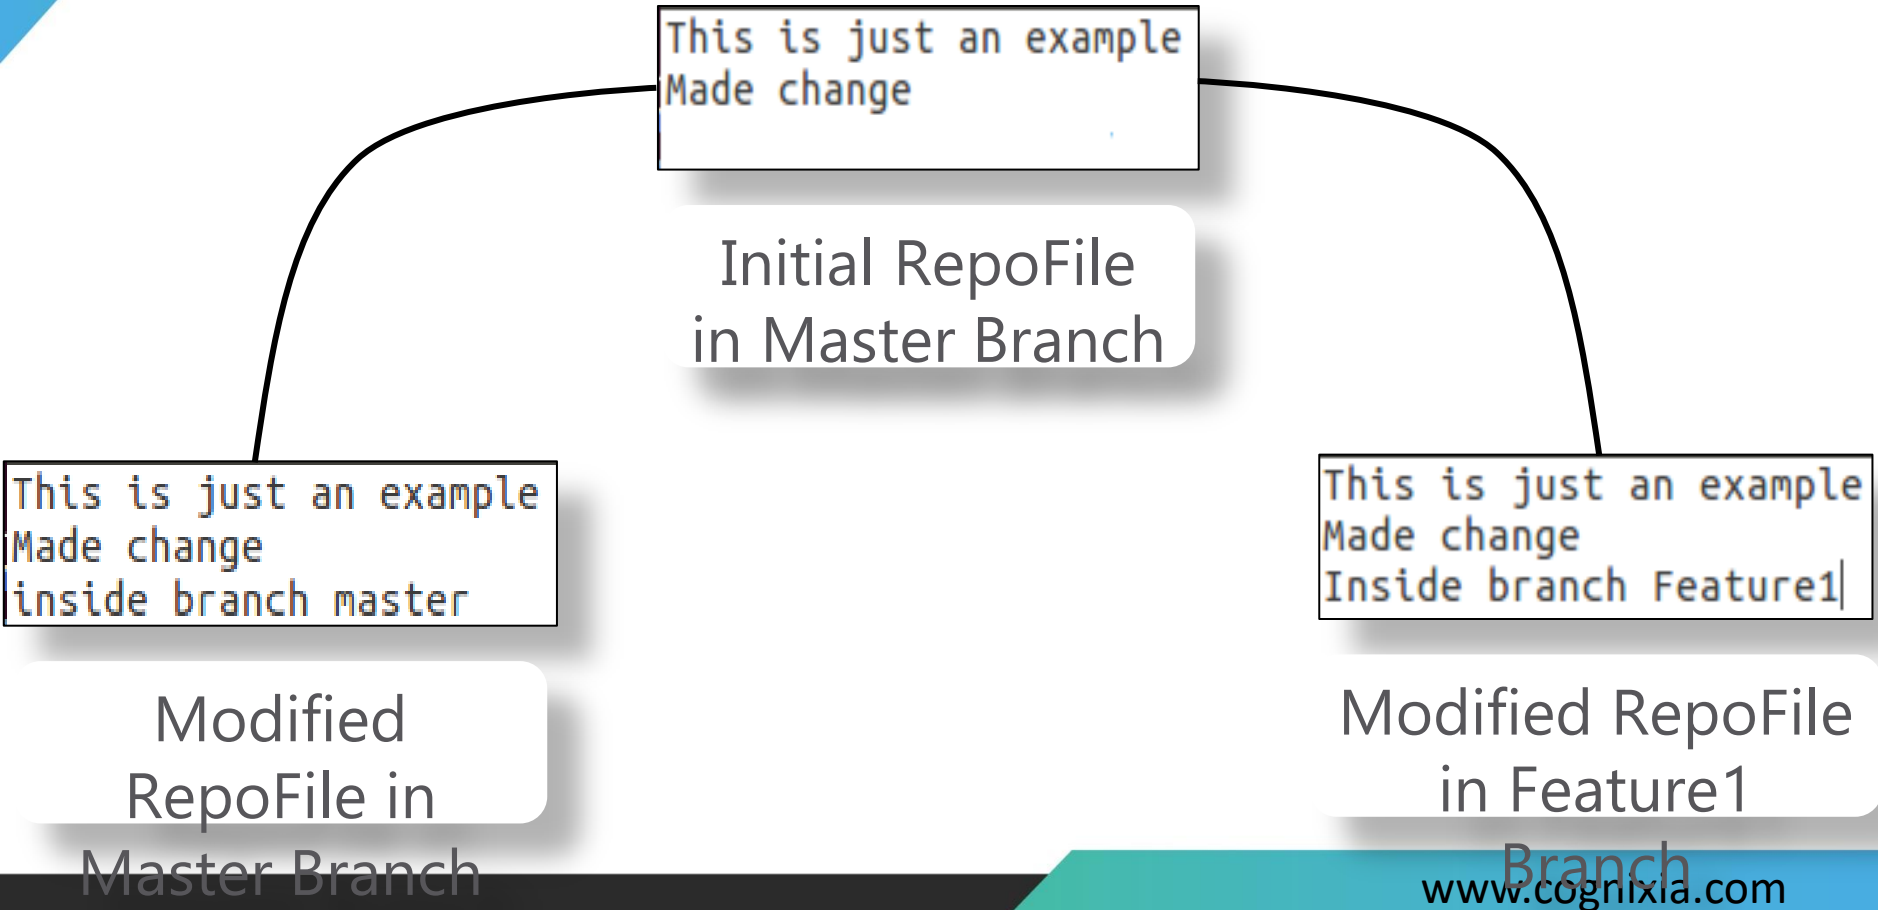 This is just an example
Made change
Initial RepoFile
in Master Branch
This is just an example
Made change
inside branch master
Modified
RepoFile in
Master Branch
This is just an example
Made change
Inside branch Feature1
Modified RepoFile
in Feature1
Branch
www.cognixia.com